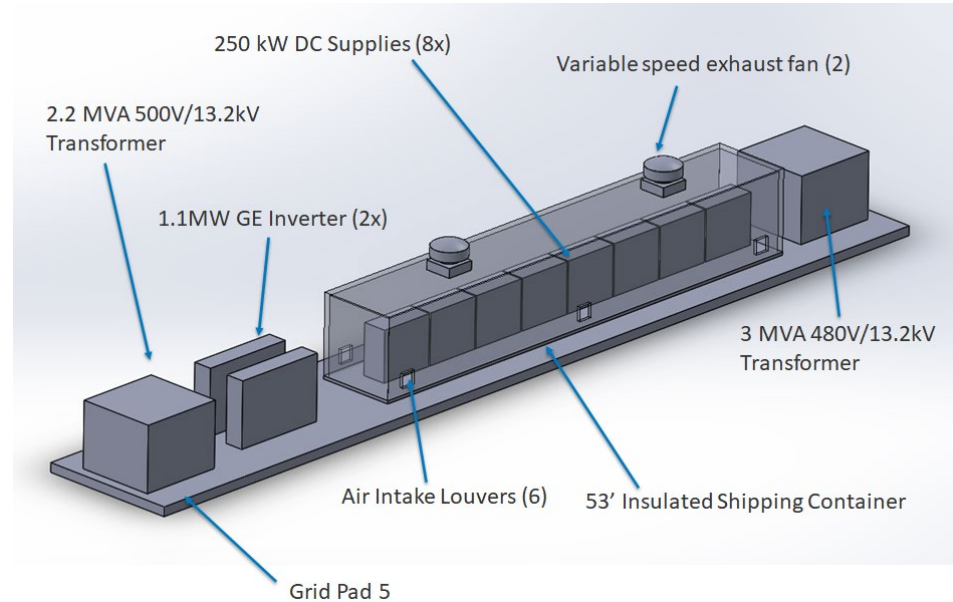 250 kW DC Supplies (8x)
Variable speed exhaust fan (2)
2.2 MVA 500V/13.2kV
Transformer
1.1MW GE Inverter (2x)
3 MVA 480V/13.2kV
Transformer
Air Intake Louvers (6)
53’ Insulated Shipping Container
Grid Pad 5